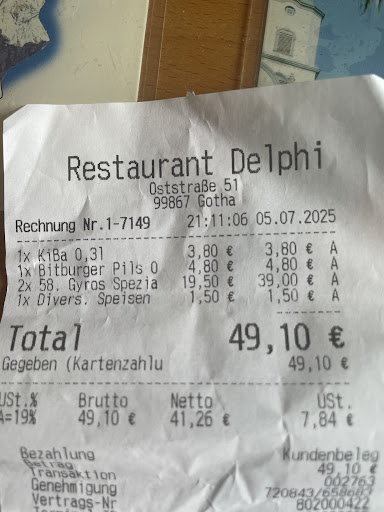 Restaurant Delphi
Oststraße 51
99867 Gotha
Rechnung Nr.1-7149 21:11:06 05.07.2025
1x KiBa 0,3l 3,80 € 3,80 € A
1x Bitburger Pils 0 4,80 € 4,80 € A
2x 58. Gyros Spezia 19,50 € 39,00 € A
1x Divers. Speisen 1,50 € 1,50 € A
Total 49,10 €
Gegeben (Kartenzahlu 49,10 €
USt.% Brutto Netto USt.
A=19% 49,10 € 41,26 € 7,84 €
Bezahlung Kundenbeleg
Betrag 49,10 €
Transaktion 002763
Genehmigung 720843/
Vertrags-Nr 802000422